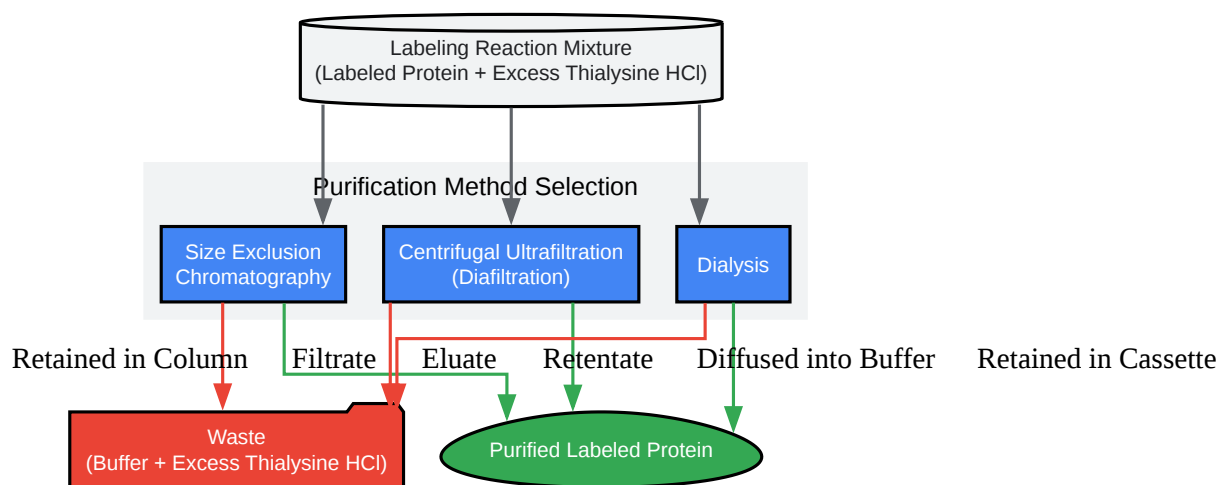 Labeling Reaction Mixture
(Labeled Protein + Excess Thialysine HCl)
Purification Method Selection
Size Exclusion
Chromatography
Centrifugal Ultrafiltration
(Diafiltration)
Dialysis
Retained in Column
Filtrate
Eluate
Retentate
Diffused into Buffer
Retained in Cassette
Waste
(Buffer + Excess Thialysine HCl)
Purified Labeled Protein